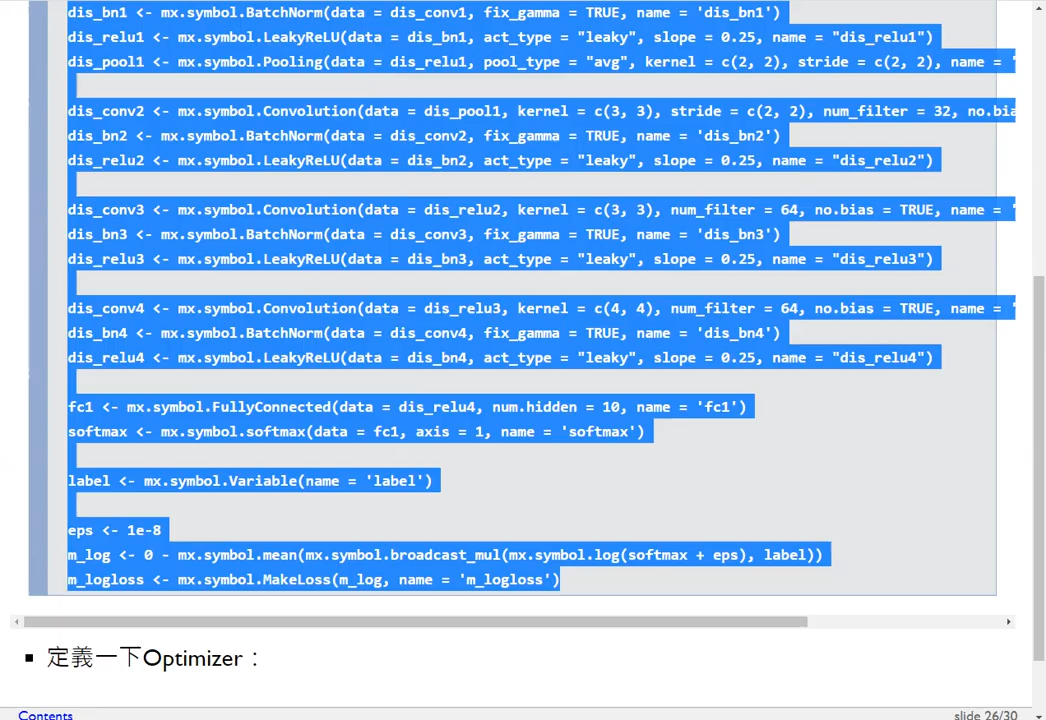 dis_bn1 <- mx.symbol.BatchNorm(data = dis_conv1, fix_gamma = TRUE, name = 'dis_bn1')
dis_relu1 <- mx.symbol.LeakyReLU(data = dis_bn1, act_type = "leaky", slope = 0.25, name = "dis_relu1")
dis_pool1 <- mx.symbol.Pooling(data = dis_relu1, pool_type = "avg", kernel = c(2, 2), stride = c(2, 2), name = '
dis_conv2 <- mx.symbol.Convolution(data = dis_pool1, kernel = c(3, 3), stride = c(2, 2), num_filter = 32, no.bia
dis_bn2 <- mx.symbol.BatchNorm(data = dis_conv2, fix_gamma = TRUE, name = 'dis_bn2')
dis_relu2 <- mx.symbol.LeakyReLU(data = dis_bn2, act_type = "leaky", slope = 0.25, name = "dis_relu2")
dis_conv3 <- mx.symbol.Convolution(data = dis_relu2, kernel = c(3, 3), num_filter = 64, no.bias = TRUE, name = '
dis_bn3 <- mx.symbol.BatchNorm(data = dis_conv3, fix_gamma = TRUE, name = 'dis_bn3')
dis_relu3 <- mx.symbol.LeakyReLU(data = dis_bn3, act_type = "leaky", slope = 0.25, name = "dis_relu3")
dis_conv4 <- mx.symbol.Convolution(data = dis_relu3, kernel = c(4, 4), num_filter = 64, no.bias = TRUE, name = '
dis_bn4 <- mx.symbol.BatchNorm(data = dis_conv4, fix_gamma = TRUE, name = 'dis_bn4')
dis_relu4 <- mx.symbol.LeakyReLU(data = dis_bn4, act_type = "leaky", slope = 0.25, name = "dis_relu4")
fc1 <- mx.symbol.FullyConnected(data = dis_relu4, num.hidden = 10, name = 'fc1')
softmax <- mx.symbol.softmax(data = fc1, axis = 1, name = 'softmax')
label <- mx.symbol.Variable(name = 'label')
eps <- 1e-8
m_log <- 0 - mx.symbol.mean(mx.symbol.broadcast_mul(mx.symbol.log(softmax + eps), label))
m_logloss <- mx.symbol.MakeLoss(m_log, name = 'm_logloss')
▪ 定義一下Optimizer：
Contents
slide 26/30